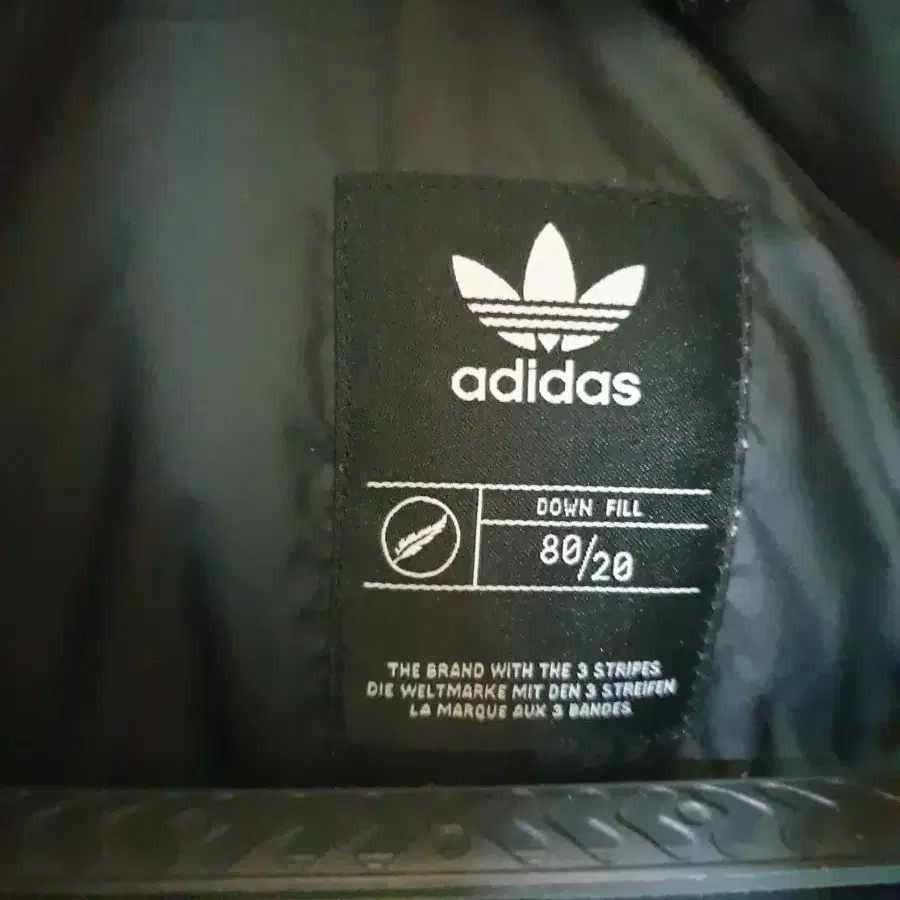 adidas
DOWN FILL
80/20
THE BRAND WITH THE 3 STRIPES
DIE WELTMARKE MIT DEN 3 STREIFEN
LA MARQUE AUX 3 BANDES